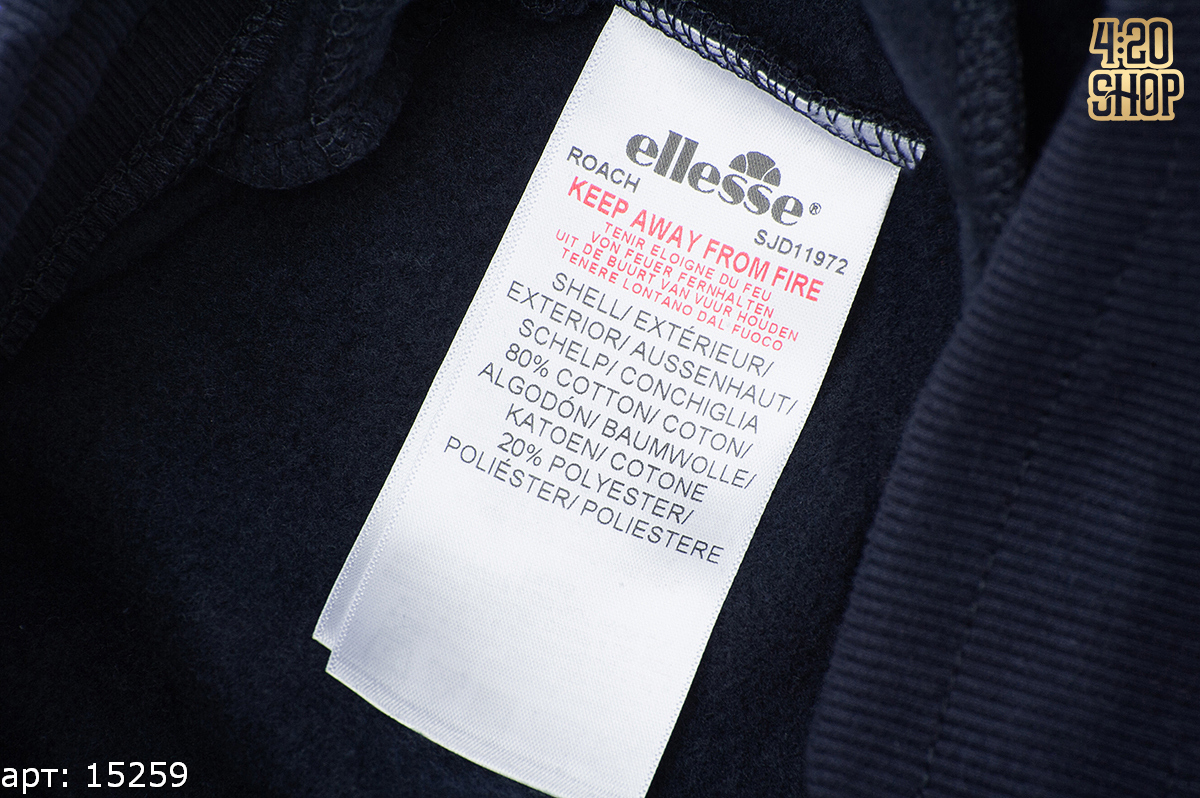 4:20
SHOP
ellesse®
ROACH
SJD11972
KEEP AWAY FROM FIRE
TENIR ELOIGNE DU FEU
VON FEUER FERNHALTEN
UIT DE BUURT VAN VUUR HOUDEN
TENERE LONTANO DAL FUOCO
SHELL/ EXTÉRIEUR/
EXTERIOR/ AUSSENHAUT/
SCHELP/ CONCHIGLIA
80% COTTON/ COTON/
ALGODÓN/ BAUMWOLLE/
KATOEN/ COTONE
20% POLYESTER/
POLIÉSTER/ POLIESTERE
арт: 15259